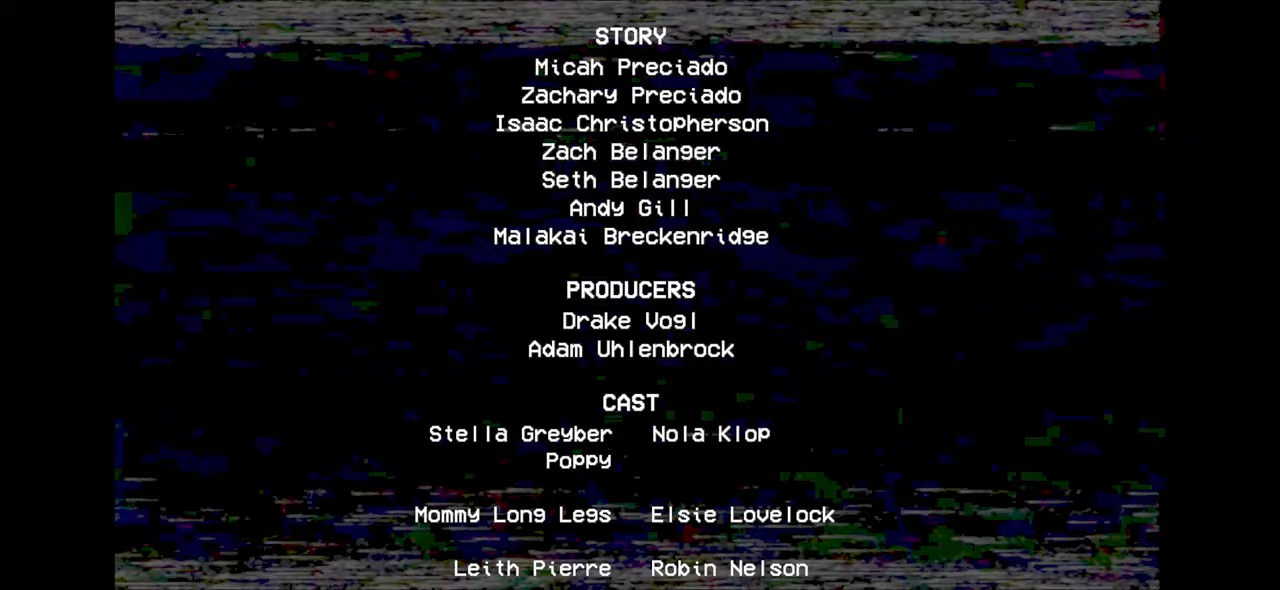 STORY
Micah Preciado
Zachary Preciado
Isaac Christopherson
Zach Belanger
Seth Belanger
Andy Gill
Malakai Breckenridge
PRODUCERS
Drake Vogl
Adam Uhlenbrock
CAST
Stella Greyber Nola Klop
Poppy
Mommy Long Legs Elsie Lovelock
Leith Pierre Robin Nelson